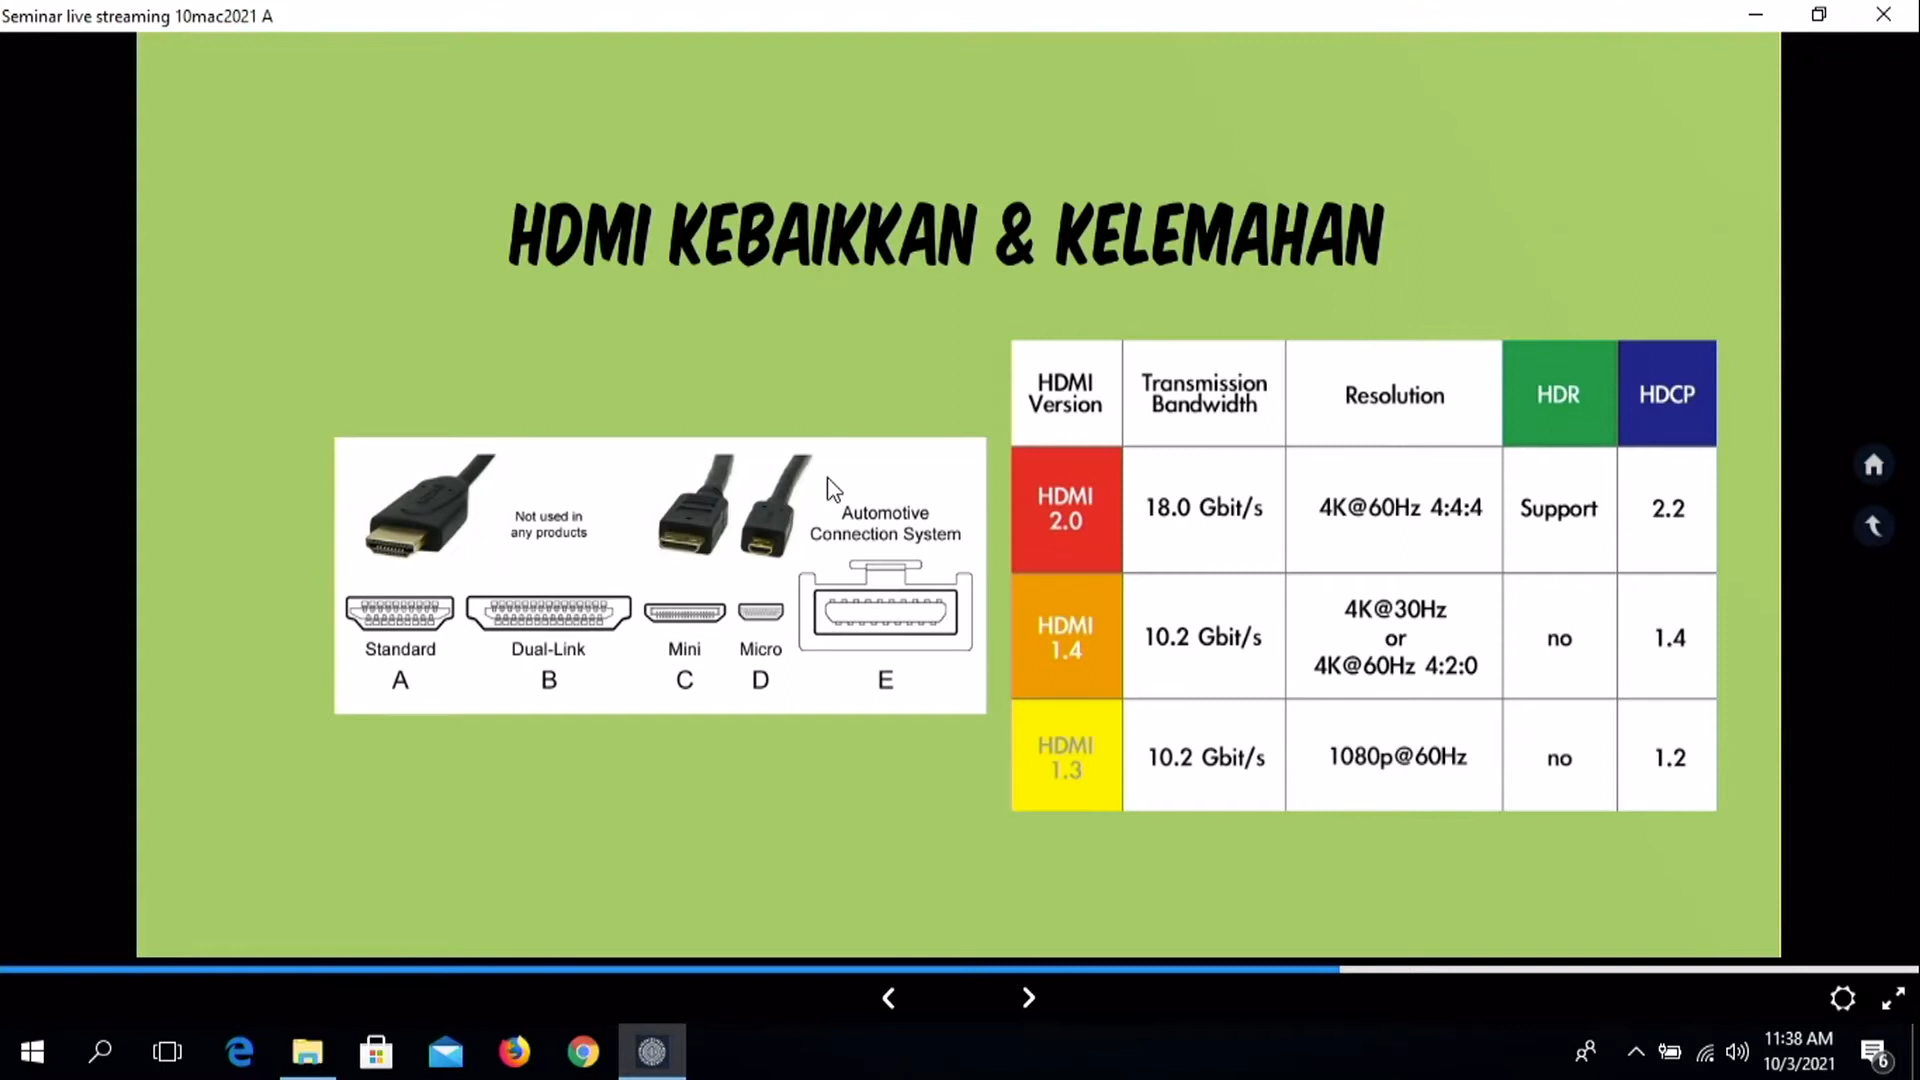 Seminar live streaming 10mac2021 A
HDMI KEBAIKKAN & KELEMAHAN
Not used in
any products
Automotive
Connection System
Standard
Dual-Link
Mini
Micro
A
B
C
D
E
HDMI
Version
Transmission
Bandwidth
Resolution
HDR
HDCP
HDMI
2.0
18.0 Gbit/s
4K@60Hz 4:4:4
Support
2.2
HDMI
1.4
10.2 Gbit/s
4K@30Hz
or
4K@60Hz 4:2:0
no
1.4
HDMI
1.3
10.2 Gbit/s
1080p@60Hz
no
1.2
11:38 AM
10/3/2021
6